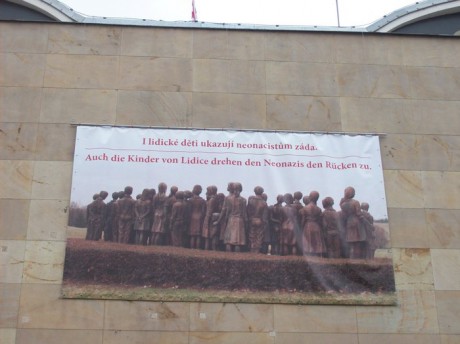 I lidické děti ukazují neonacistům záda.
Auch die Kinder von Lidice drehen den Neonazis den Rücken zu.